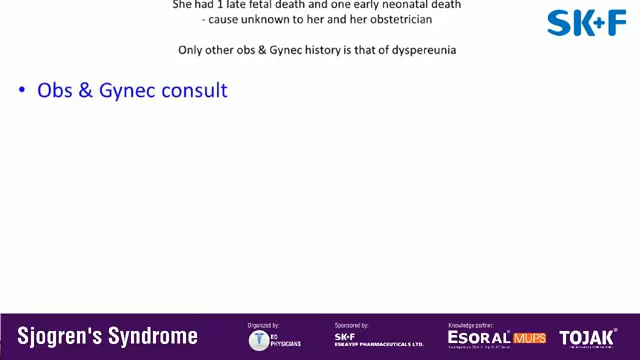 She had 1 late fetal death and one early neonatal death
- cause unknown to her and her obstetrician
SK+F
Only other obs & Gynec history is that of dyspereunia
• Obs & Gynec consult
Sjogren's Syndrome
Organized by:
PHYSICIANS
Sponsored by:
SK+F
ESKAYEF PHARMACEUTICALS LTD.
Knowledge partner:
ESORAL MUPS
TOJAK